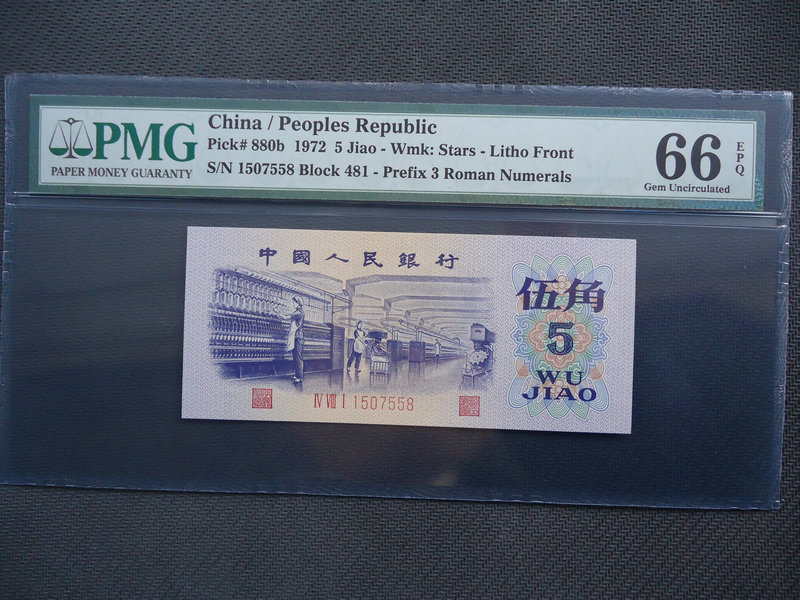 PMG
PAPER MONEY GUARANTY
China / Peoples Republic
Pick# 880b 1972 5 Jiao - Wmk: Stars - Litho Front
S/N 1507558 Block 481 - Prefix 3 Roman Numerals
66
EPQ
Gem Uncirculated
中國人民銀行
伍角
5
WU
JIAO
IV VIII I 1507558